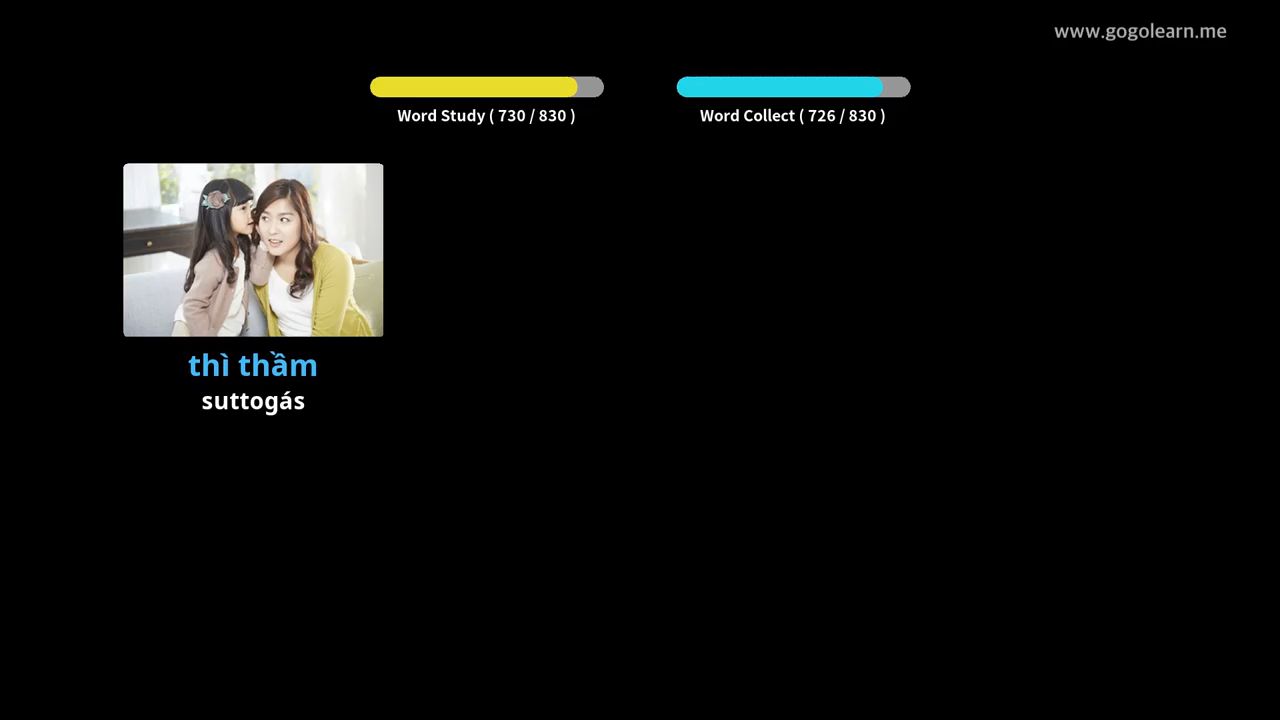 www.gogolearn.me
Word Study ( 730 / 830 )
Word Collect ( 726 / 830 )
thì thầm
suttogás